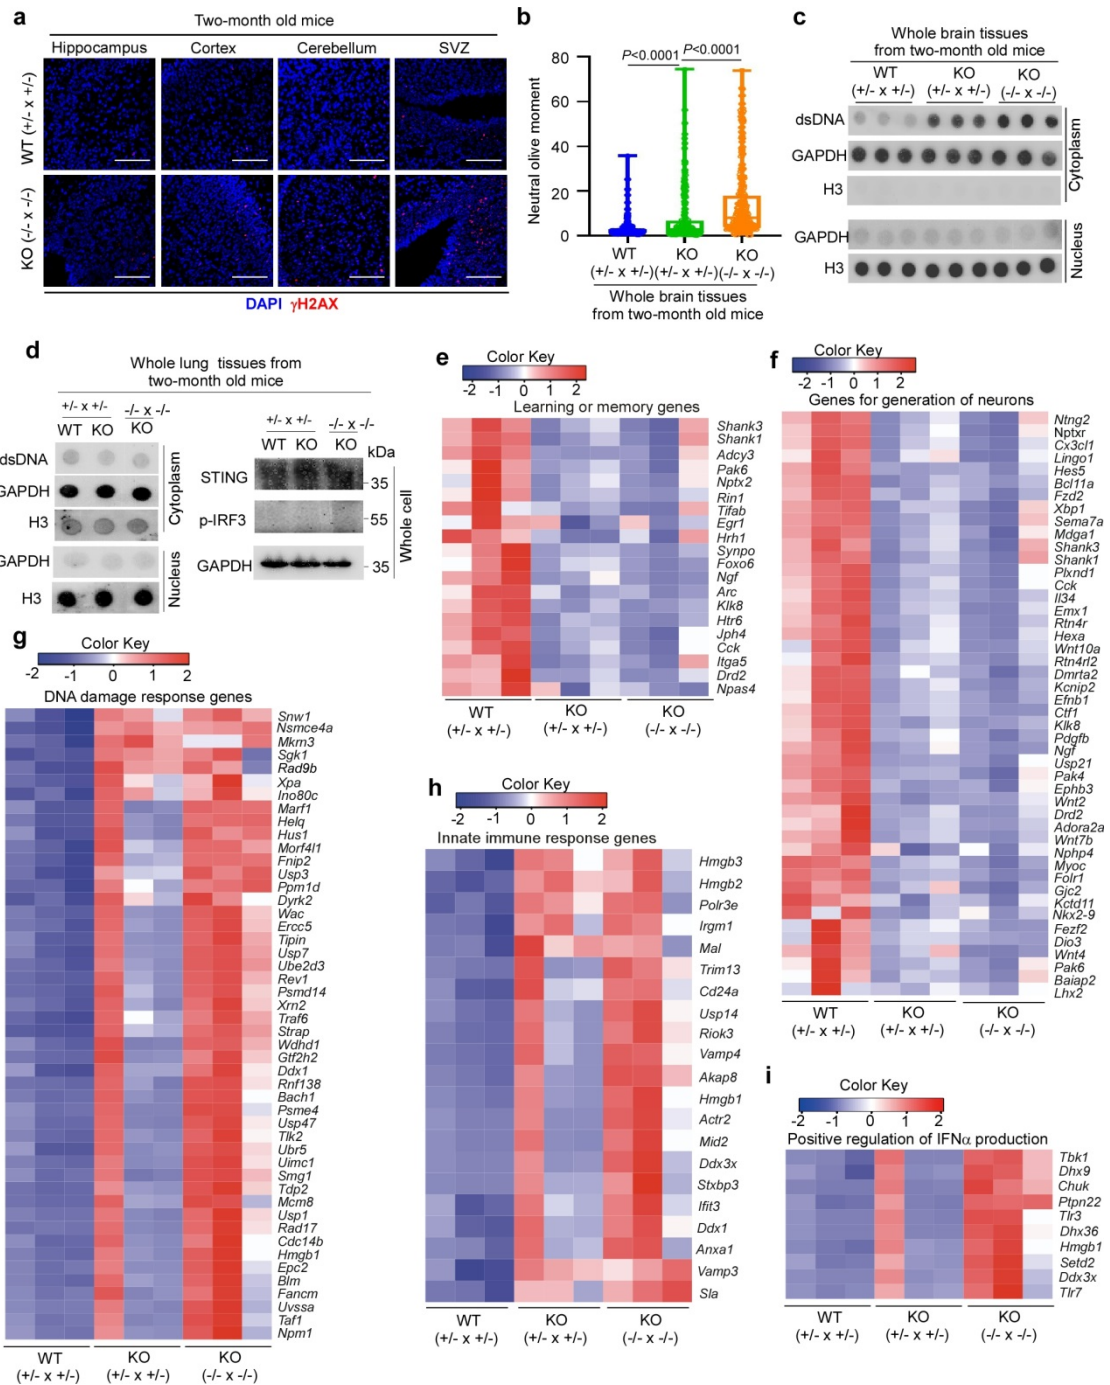 a
Two-month old mice
Hippocampus
Cortex
Cerebellum
SVZ
WT (+/- x +/-)
KO (-/- x -/-)
DAPI γH2AX
b
P<0.0001
P<0.0001
Neutral olive moment
80
60
40
20
0
WT
KO
KO
(+/- x +/-)
(+/- x +/-)
(-/- x -/-)
Whole brain tissues
from two-month old mice
c
Whole brain tissues
from two-month old mice
WT
KO
KO
(+/- x +/-)
(+/- x +/-)
(-/- x -/-)
dsDNA
GAPDH
H3
Cytoplasm
GAPDH
H3
Nucleus
d
Whole lung tissues from
two-month old mice
+/- x +/-
-/- x -/-
WT
KO
KO
dsDNA
GAPDH
H3
Cytoplasm
GAPDH
H3
Nucleus
+/- x +/-
-/- x -/-
WT
KO
KO
kDa
STING
35
p-IRF3
55
GAPDH
35
Whole cell
e
Color Key
-2 -1 0 1 2
Learning or memory genes
Shank3
Shank1
Adcy3
Pak6
Nptx2
Rin1
Tifab
Egr1
Hrh1
Synpo
Foxo6
Ngf
Arc
Klk8
Htr6
Jph4
Cck
Itga5
Drd2
Npas4
WT
KO
KO
(+/- x +/-)
(+/- x +/-)
(-/- x -/-)
f
Color Key
-2 -1 0 1 2
Genes for generation of neurons
Ntng2
Nptxr
Cx3cl1
Lingo1
Hes5
Bcl11a
Fzd2
Xbp1
Sema7a
Mdga1
Shank3
Shank1
Plxnd1
Cck
Il34
Emx1
Rtn4r
Hexa
Wnt10a
Rtn4rl2
Dmrta2
Kcnip2
Efnb1
Ctf1
Klk8
Pdgfb
Ngf
Usp21
Pak4
Ephb3
Wnt2
Drd2
Adora2a
Wnt7b
Nphp4
Myoc
Folr1
Gjc2
Kctd11
Nkx2-9
Fezf2
Dio3
Wnt4
Pak6
Baiap2
Lhx2
WT
KO
KO
(+/- x +/-)
(+/- x +/-)
(-/- x -/-)
g
Color Key
-2 -1 0 1 2
DNA damage response genes
Snw1
Nsmce4a
Mkrn3
Sgk1
Rad9b
Xpa
Ino80c
Marf1
Helq
Hus1
Morf4l1
Fnip2
Usp3
Ppm1d
Dyrk2
Wac
Ercc5
Tipin
Usp7
Ube2d3
Rev1
Psmd14
Xrn2
Traf6
Strap
Wdhd1
Gtf2h2
Ddx1
Rnf138
Bach1
Psme4
Usp47
Tlk2
Ubr5
Uimc1
Smg1
Tdp2
Mcm8
Usp1
Rad17
Cdc14b
Hmgb1
Epc2
Blm
Fancm
Uvssa
Taf1
Npm1
WT
KO
KO
(+/- x +/-)
(+/- x +/-)
(-/- x -/-)
h
Color Key
-2 -1 0 1 2
Innate immune response genes
Hmgb3
Hmgb2
Polr3e
Irgm1
Mal
Trim13
Cd24a
Usp14
Riok3
Vamp4
Akap8
Hmgb1
Actr2
Mid2
Ddx3x
Stxbp3
Ifit3
Ddx1
Anxa1
Vamp3
Sla
WT
KO
KO
(+/- x +/-)
(+/- x +/-)
(-/- x -/-)
i
Color Key
-2 -1 0 1 2
Positive regulation of IFNα production
Tbk1
Dhx9
Chuk
Ptpn22
Tlr3
Dhx36
Hmgb1
Setd2
Ddx3x
Tlr7
WT
KO
KO
(+/- x +/-)
(+/- x +/-)
(-/- x -/-)